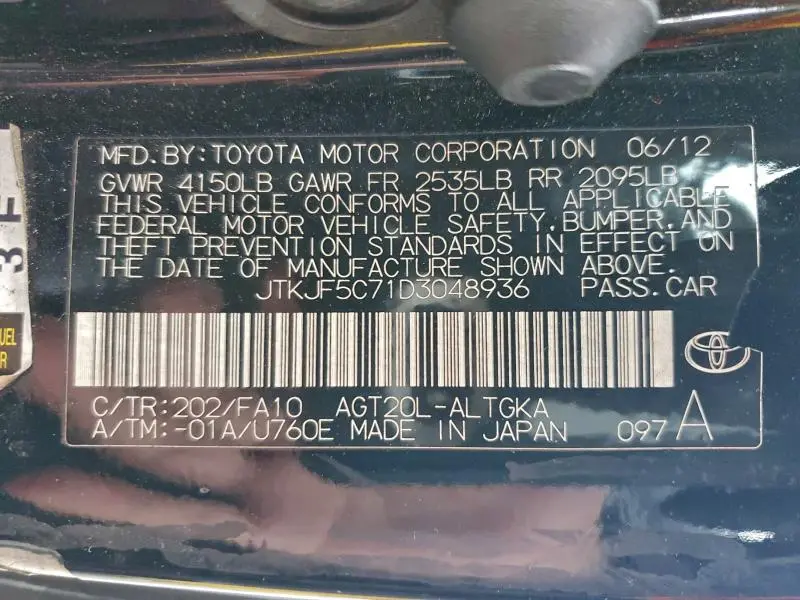 MFD.BY:TOYOTA MOTOR CORPORATION 06/12
GVWR 4150LB GAWR FR 2535LB RR 2095LB
THIS VEHICLE CONFORMS TO ALL APPLICABLE
FEDERAL MOTOR VEHICLE SAFETY,BUMPER,AND
THEFT PREVENTION STANDARDS IN EFFECT ON
THE DATE OF MANUFACTURE SHOWN ABOVE.
JTKJF5C71D3048936 PASS.CAR
C/TR:202/FA10 AGT20L-ALTGKA
A/TM:-01A/U760E MADE IN JAPAN 097 A
3 F
UEL
R